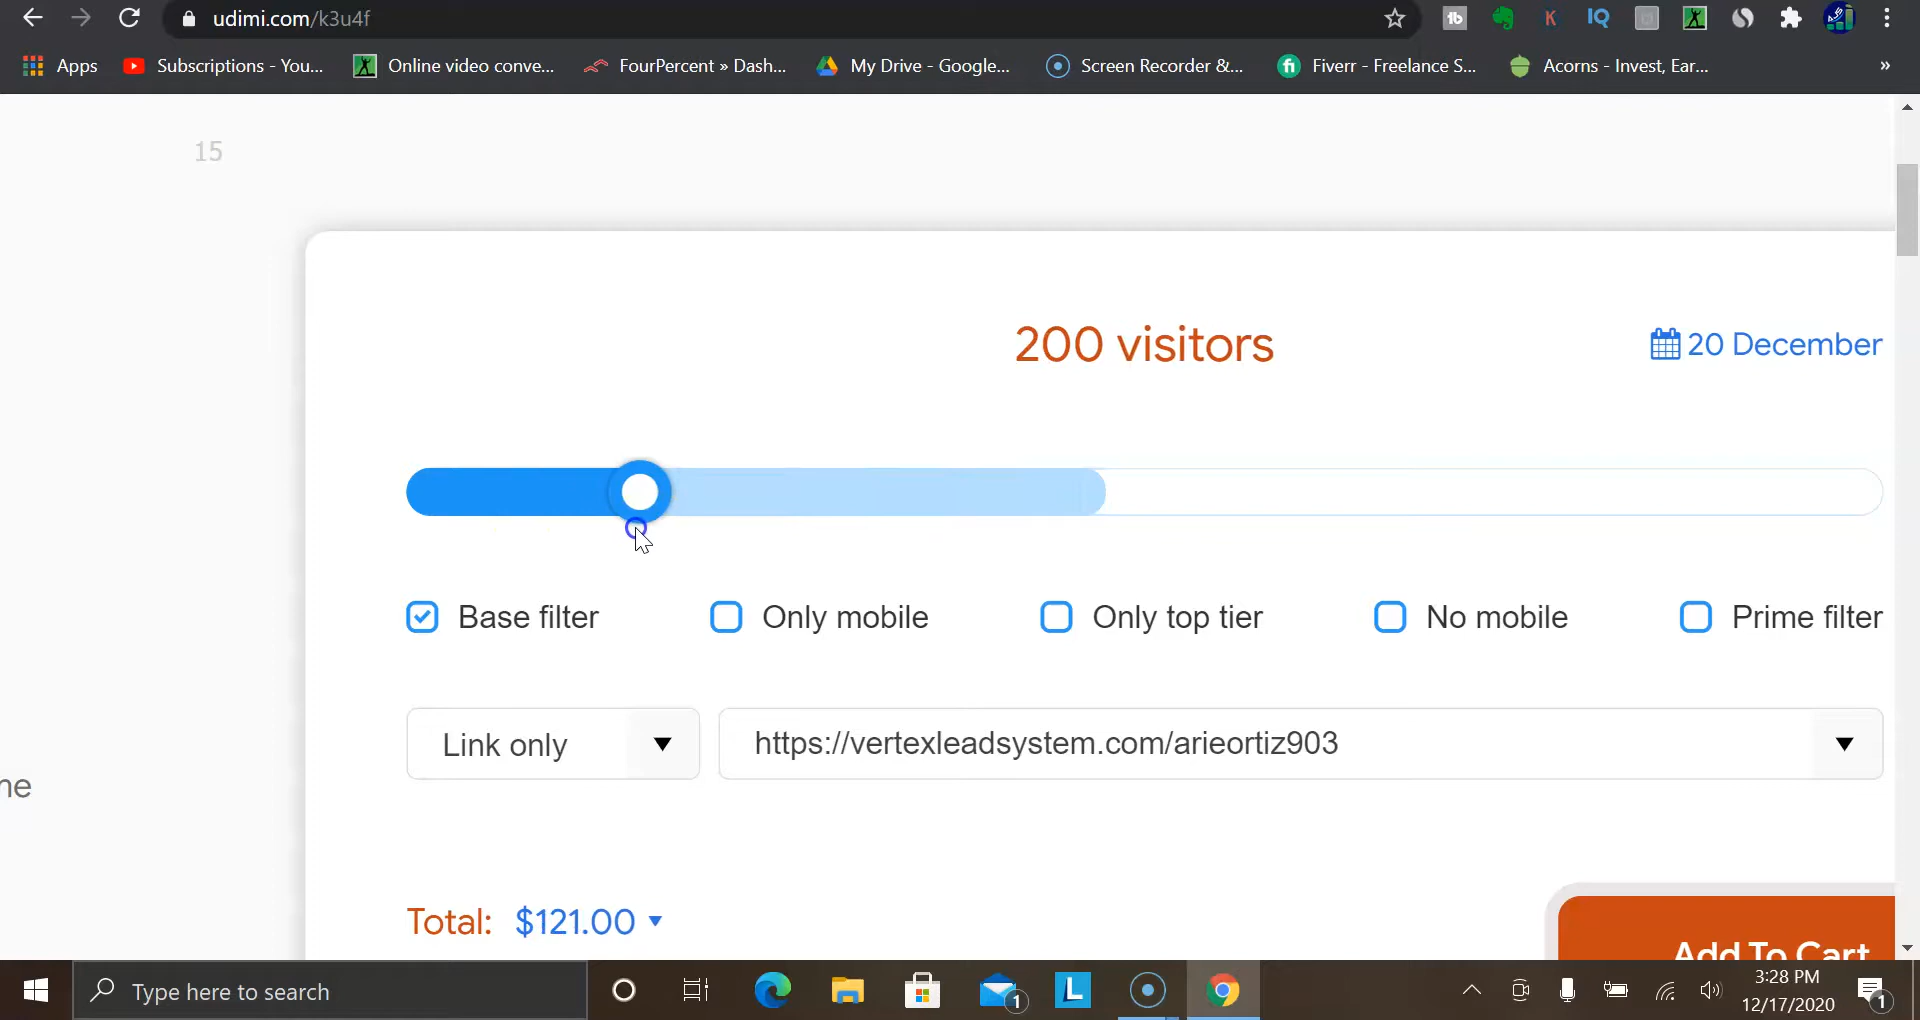 udimi.com/k3u4f
Apps Subscriptions - You... Online video conve... FourPercent » Dash... My Drive - Google... Screen Recorder &... Fiverr - Freelance S... Acorns - Invest, Ear... »
15
200 visitors
20 December
Base filter Only mobile Only top tier No mobile Prime filter
Link only https://vertexleadsystem.com/arieortiz903
ne
Total: $121.00
Add To Cart
Type here to search
3:28 PM
12/17/2020